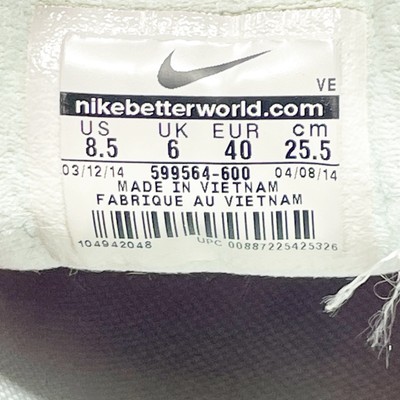 VE
nikebetterworld.com
US UK EUR cm
8.5 6 40 25.5
03/12/14 599564-600 04/08/14
MADE IN VIETNAM
FABRIQUE AU VIETNAM
104942048 UPC 00887225425326